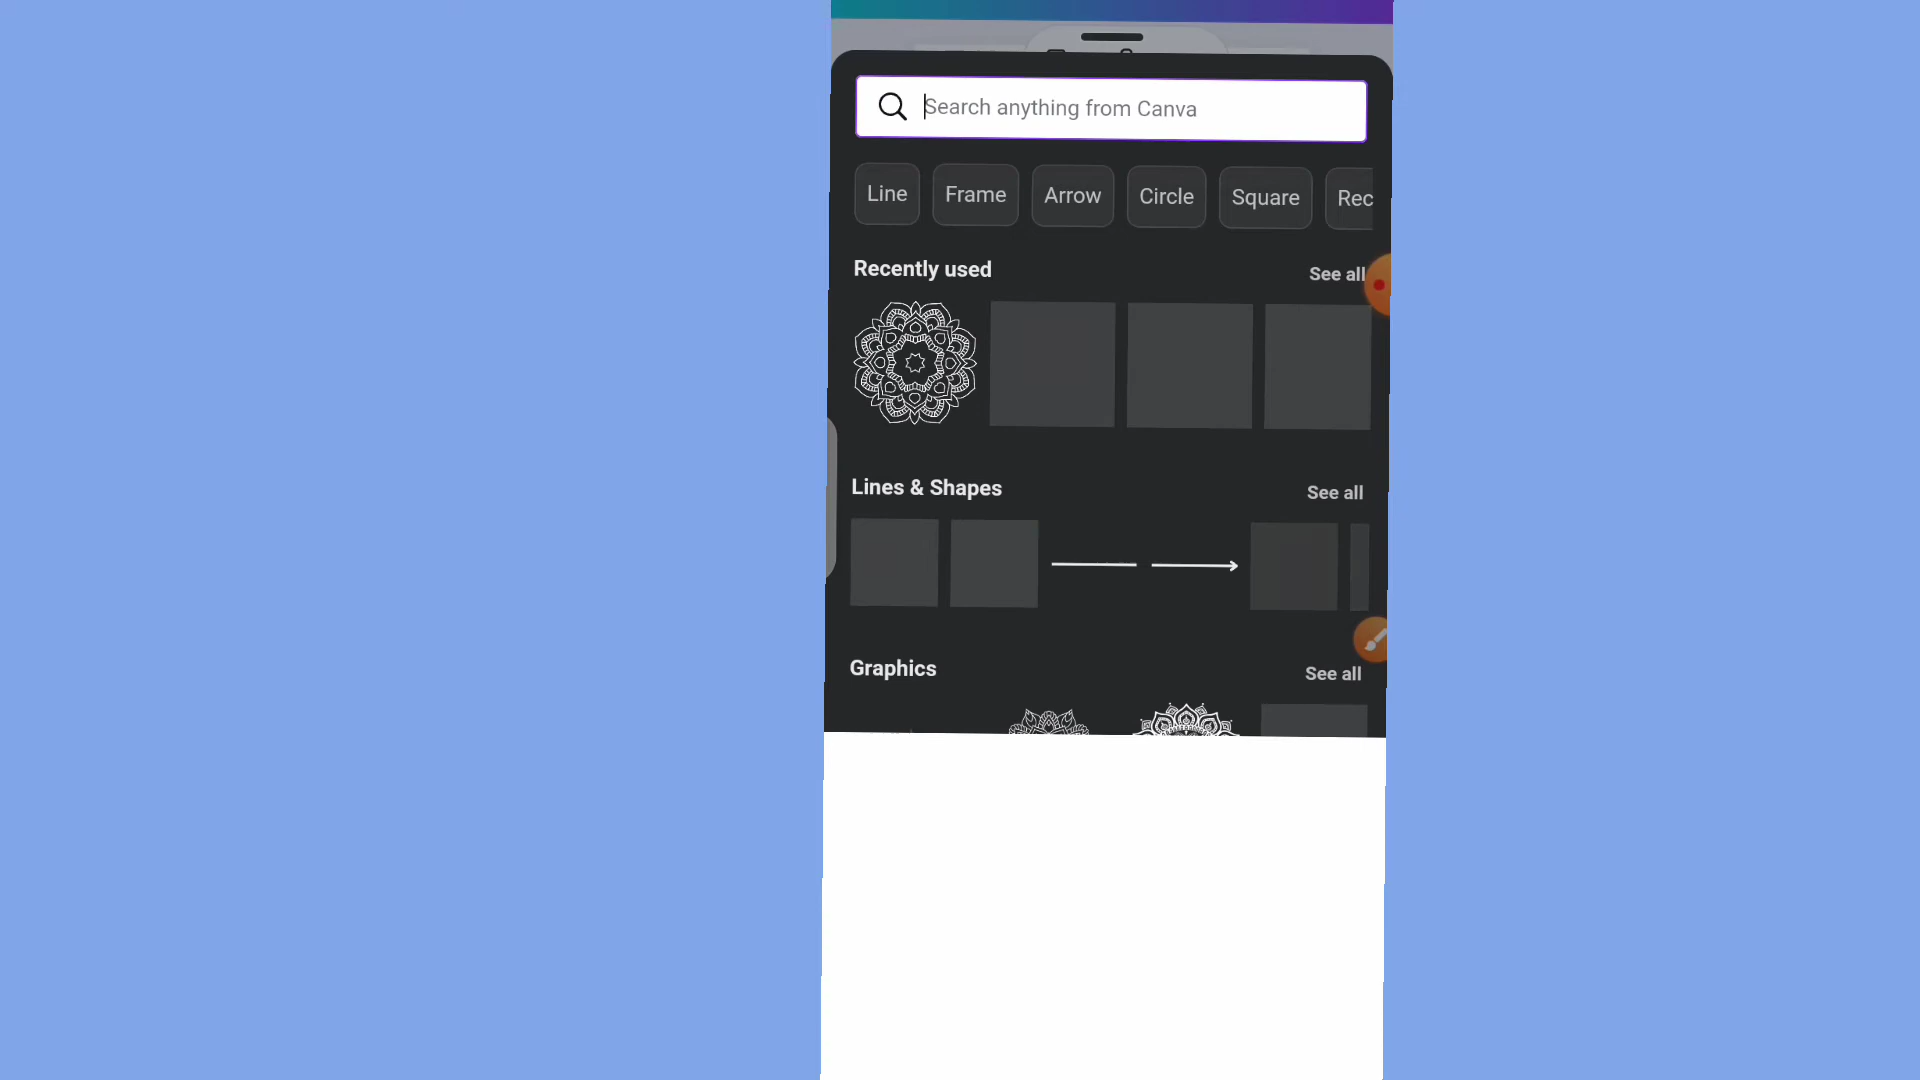 Search anything from Canva
Line Frame Arrow Circle Square Rec
Recently used See all
Lines & Shapes See all
Graphics See all